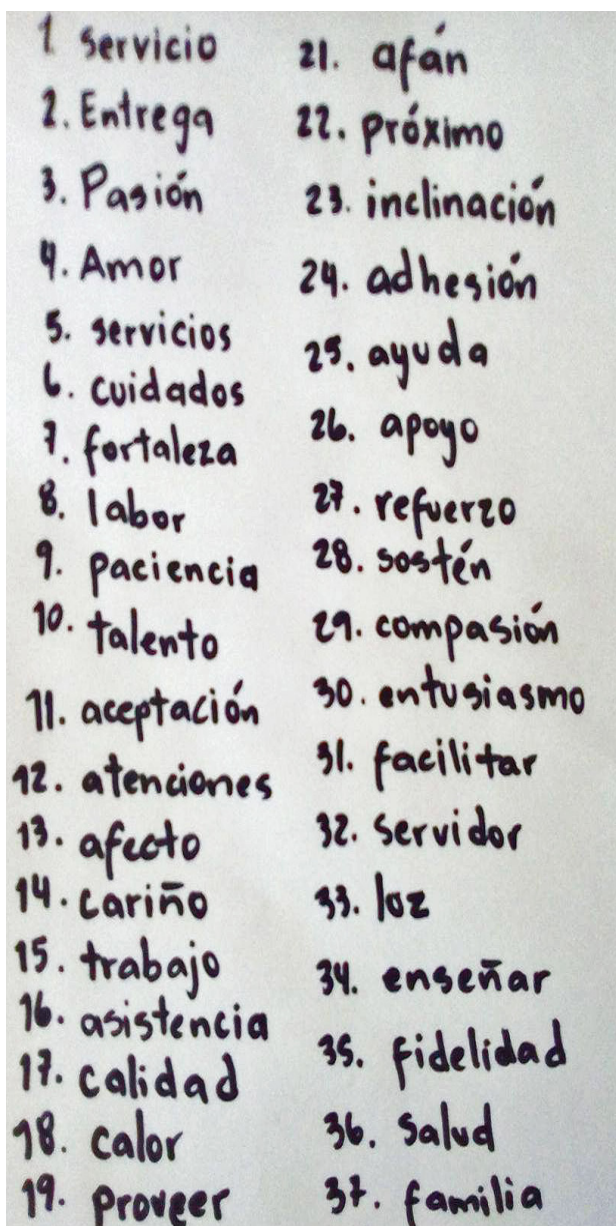 1. servicio
2. Entrega
3. Pasión
4. Amor
5. servicios
6. cuidados
7. fortaleza
8. labor
9. paciencia
10. talento
11. aceptación
12. atenciones
13. afecto
14. cariño
15. trabajo
16. asistencia
17. calidad
18. calor
19. proveer
21. afán
22. próximo
23. inclinación
24. adhesión
25. ayuda
26. apoyo
27. refuerzo
28. sostén
29. compasión
30. entusiasmo
31. facilitar
32. servidor
33. luz
34. enseñar
35. fidelidad
36. salud
37. familia